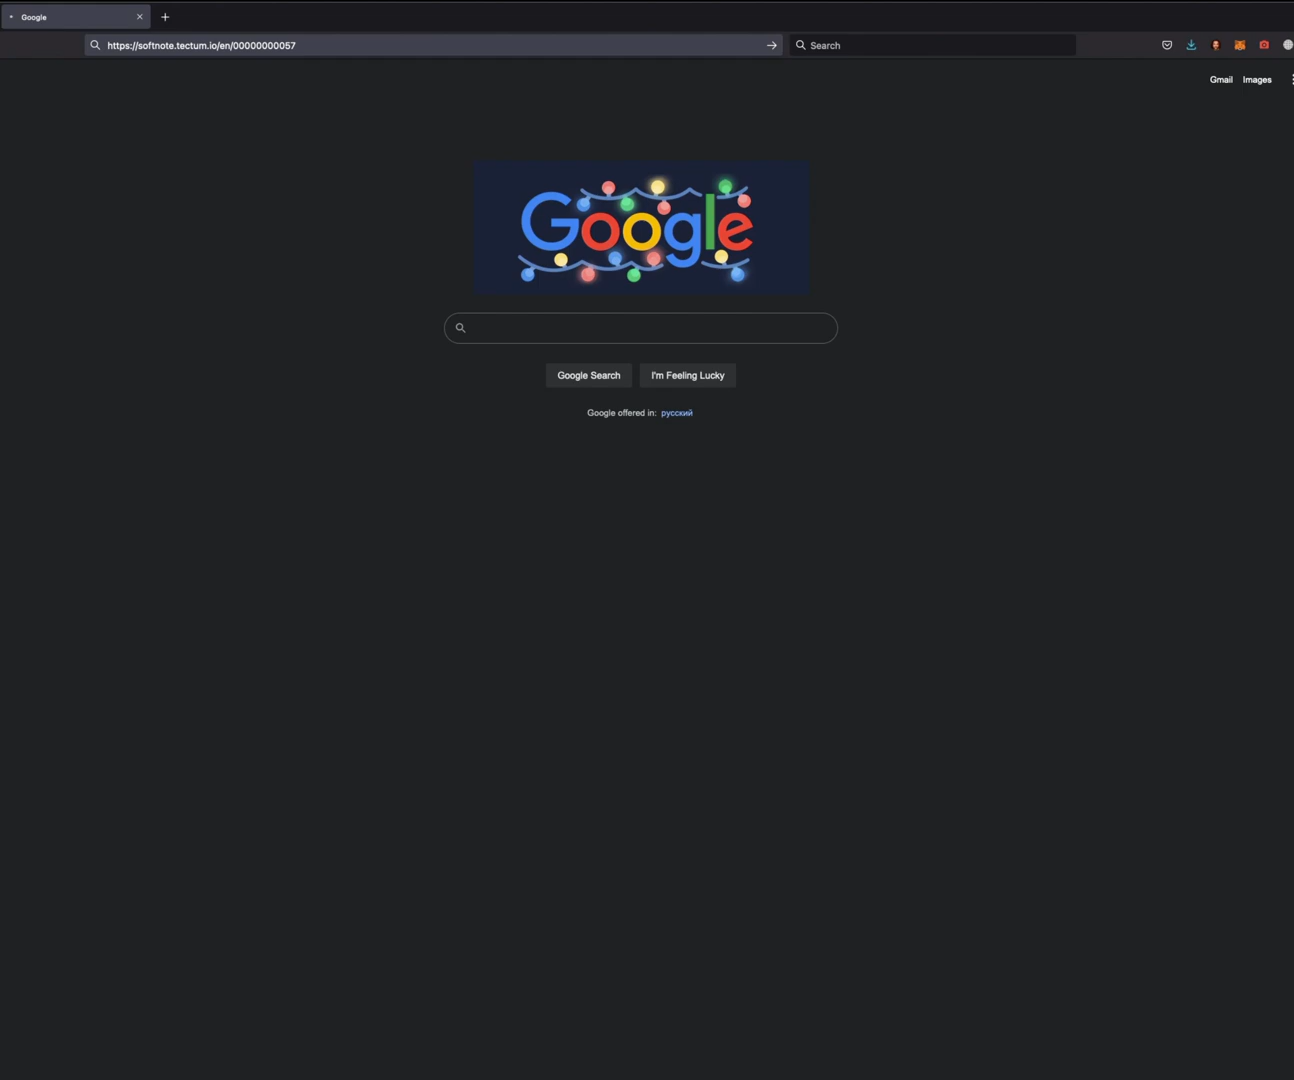 Google
https://softnote.tectum.io/en/00000000057
Search
Gmail Images
Google
Google Search I'm Feeling Lucky
Google offered in: русский